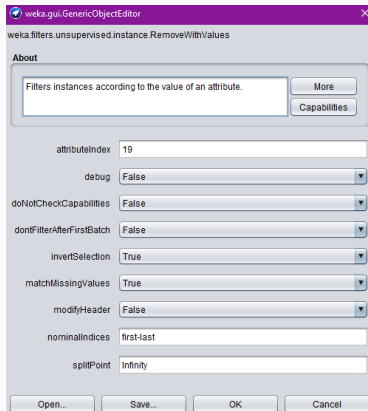 weka.gui.GenericObjectEditor
weka.filters.unsupervised.instance.RemoveWithValues
About
Filters instances according to the value of an attribute.
More
Capabilities
attributeIndex 19
debug False
doNotCheckCapabilities False
dontFilterAfterFirstBatch False
invertSelection True
matchMissingValues True
modifyHeader False
nominalIndices first-last
splitPoint Infinity
Open... Save... OK Cancel